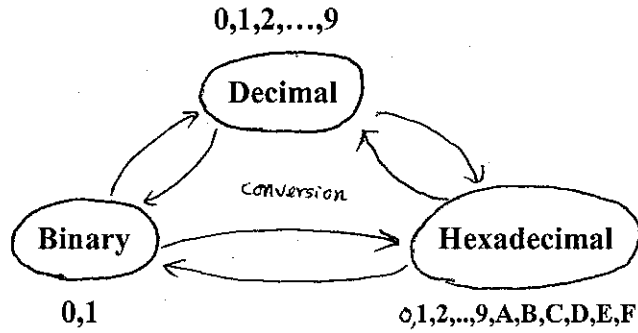 0,1,2,...,9
Decimal
conversion
Binary
Hexadecimal
0,1
0,1,2,..,9,A,B,C,D,E,F